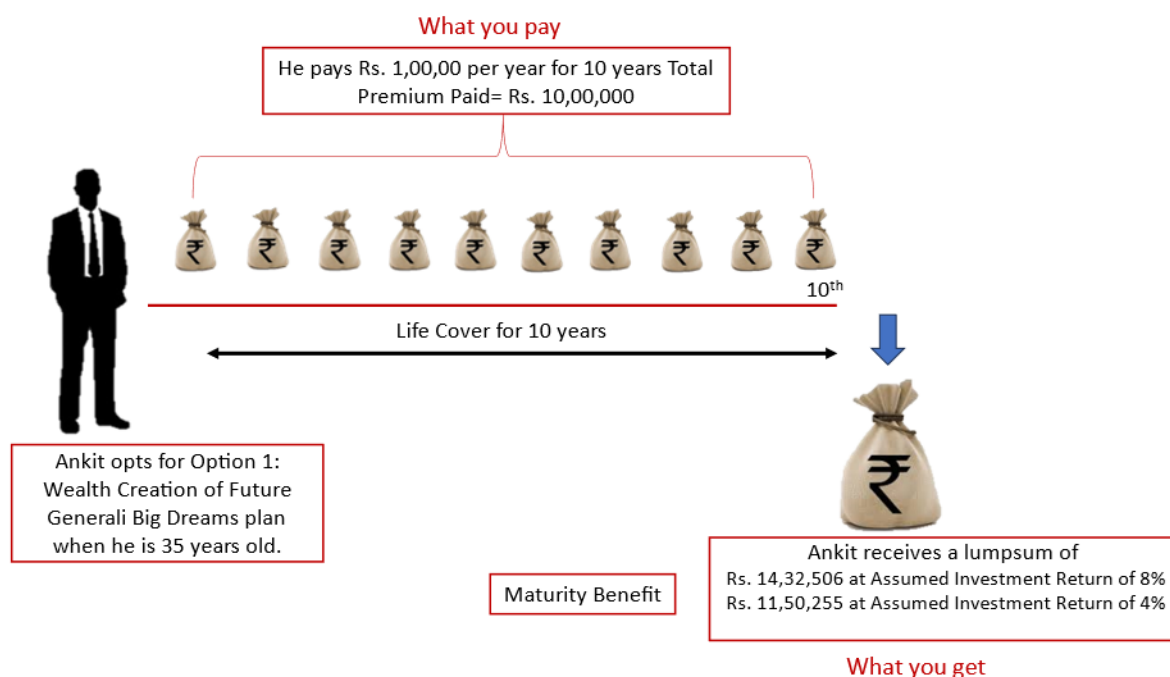 What you pay
He pays Rs. 1,00,00 per year for 10 years Total
Premium Paid= Rs. 10,00,000
₹ ₹ ₹ ₹ ₹ ₹ ₹ ₹ ₹ ₹
10th
Life Cover for 10 years
₹
Ankit opts for Option 1:
Wealth Creation of Future
Generali Big Dreams plan
when he is 35 years old.
Maturity Benefit
Ankit receives a lumpsum of
Rs. 14,32,506 at Assumed Investment Return of 8%
Rs. 11,50,255 at Assumed Investment Return of 4%
What you get